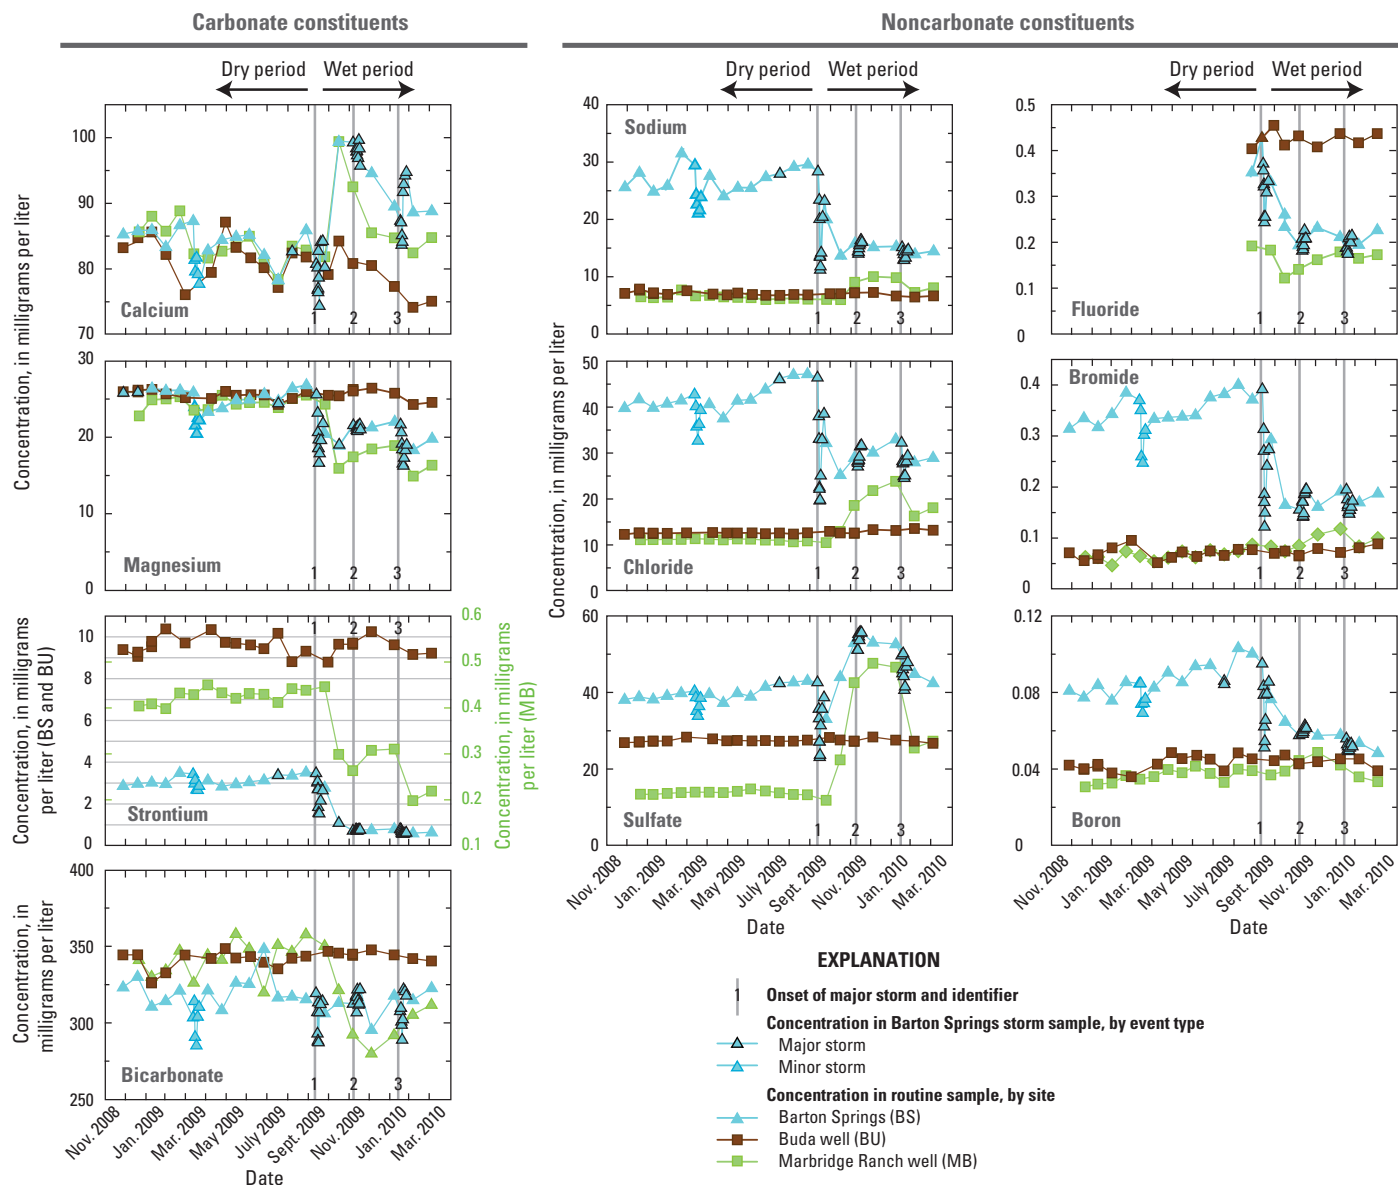 Carbonate constituents
Noncarbonate constituents
Dry period
Wet period
Dry period
Wet period
Dry period
Wet period
Concentration, in milligrams per liter
100
90
80
70
Calcium
1
2
3
30
20
10
0
Magnesium
1
2
3
Concentration, in milligrams
per liter (BS and BU)
10
9
8
7
6
5
4
3
2
1
0
Strontium
1
2
3
0.6
0.5
0.4
0.3
0.2
0.1
Concentration, in milligrams
per liter (MB)
Concentration, in
milligrams per liter
400
350
300
250
Bicarbonate
1
2
3
Nov. 2008
Jan. 2009
Mar. 2009
May 2009
July 2009
Sept. 2009
Nov. 2009
Jan. 2010
Mar. 2010
Date
Concentration, in milligrams per liter
40
30
20
10
0
Sodium
1
2
3
50
40
30
20
10
0
Chloride
1
2
3
60
50
40
30
20
10
0
Sulfate
1
2
3
Nov. 2008
Jan. 2009
Mar. 2009
May 2009
July 2009
Sept. 2009
Nov. 2009
Jan. 2010
Mar. 2010
Date
0.5
0.4
0.3
0.2
0.1
0
Fluoride
1
2
3
0.4
0.3
0.2
0.1
0
Bromide
1
2
3
0.12
0.08
0.04
0
Boron
1
2
3
Nov. 2008
Jan. 2009
Mar. 2009
May 2009
July 2009
Sept. 2009
Nov. 2009
Jan. 2010
Mar. 2010
Date
EXPLANATION
1 Onset of major storm and identifier
Concentration in Barton Springs storm sample, by event type
Major storm
Minor storm
Concentration in routine sample, by site
Barton Springs (BS)
Buda well (BU)
Marbridge Ranch well (MB)